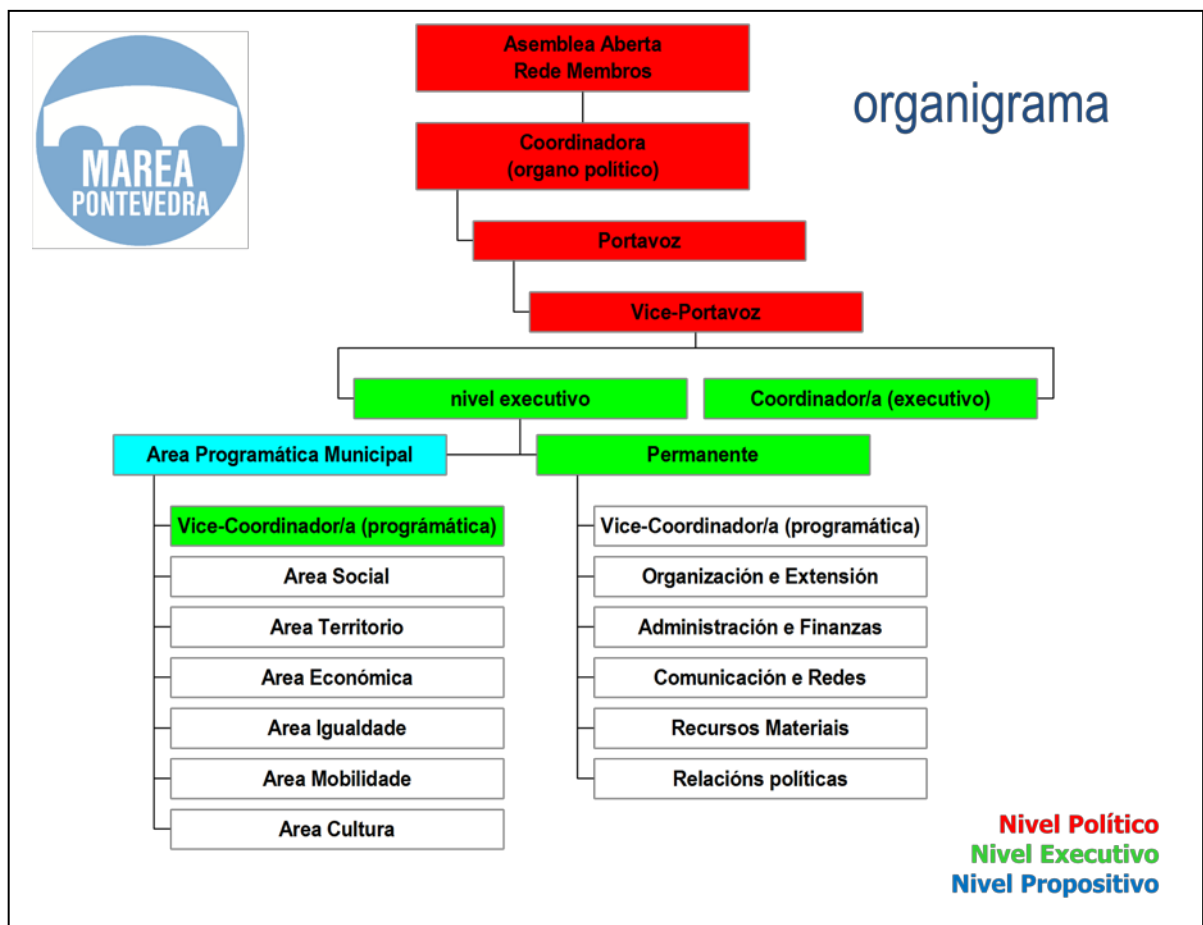 MAREA
PONTEVEDRA
organigrama
Asemblea Aberta
Rede Membros
Coordinadora
(organo político)
Portavoz
Vice-Portavoz
nivel executivo
Coordinador/a (executivo)
Area Programática Municipal
Permanente
Vice-Coordinador/a (prográmática)
Area Social
Area Territorio
Area Económica
Area Igualdade
Area Mobilidade
Area Cultura
Vice-Coordinador/a (programática)
Organización e Extensión
Administración e Finanzas
Comunicación e Redes
Recursos Materiais
Relacións políticas
Nivel Político
Nivel Executivo
Nivel Propositivo